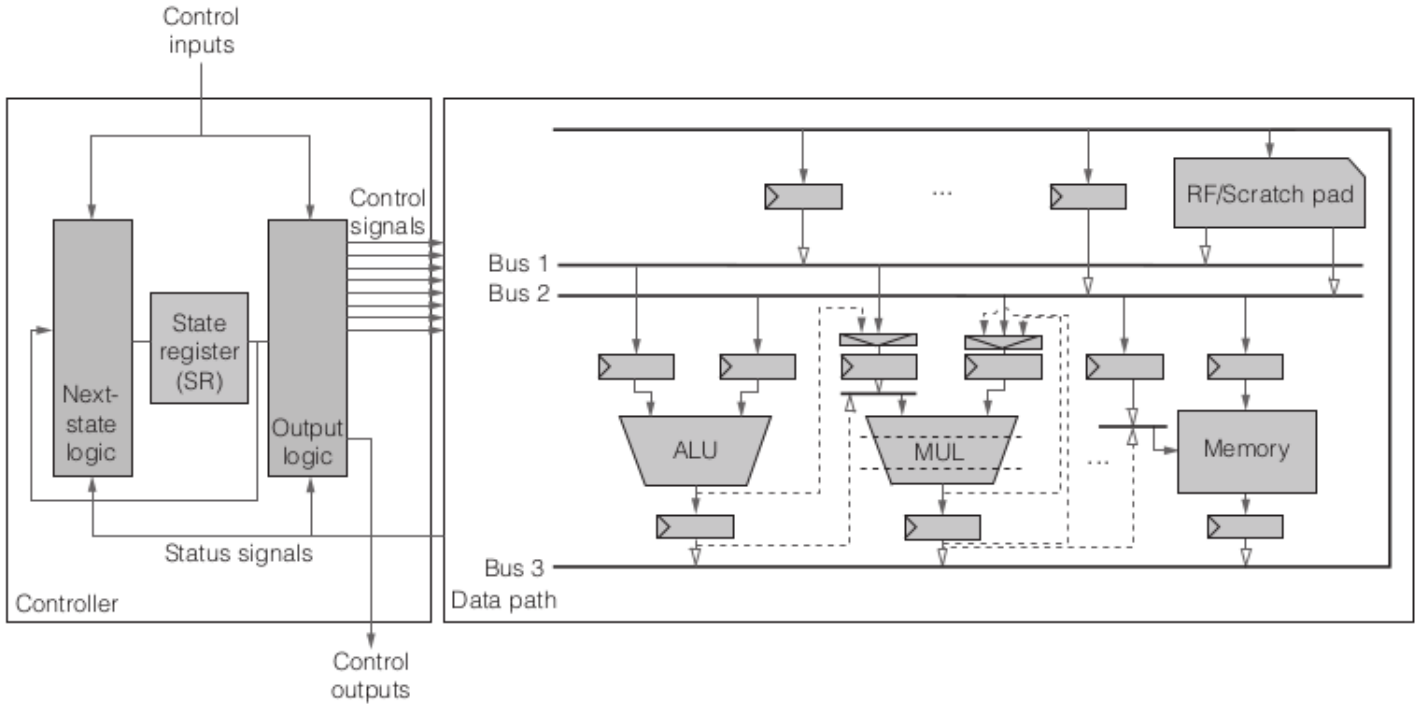 Control
inputs
Control
signals
Next-
state
logic
State
register
(SR)
Output
logic
Status signals
Controller
Control
outputs
...
RF/Scratch pad
Bus 1
Bus 2
ALU
MUL
...
Memory
Bus 3
Data path